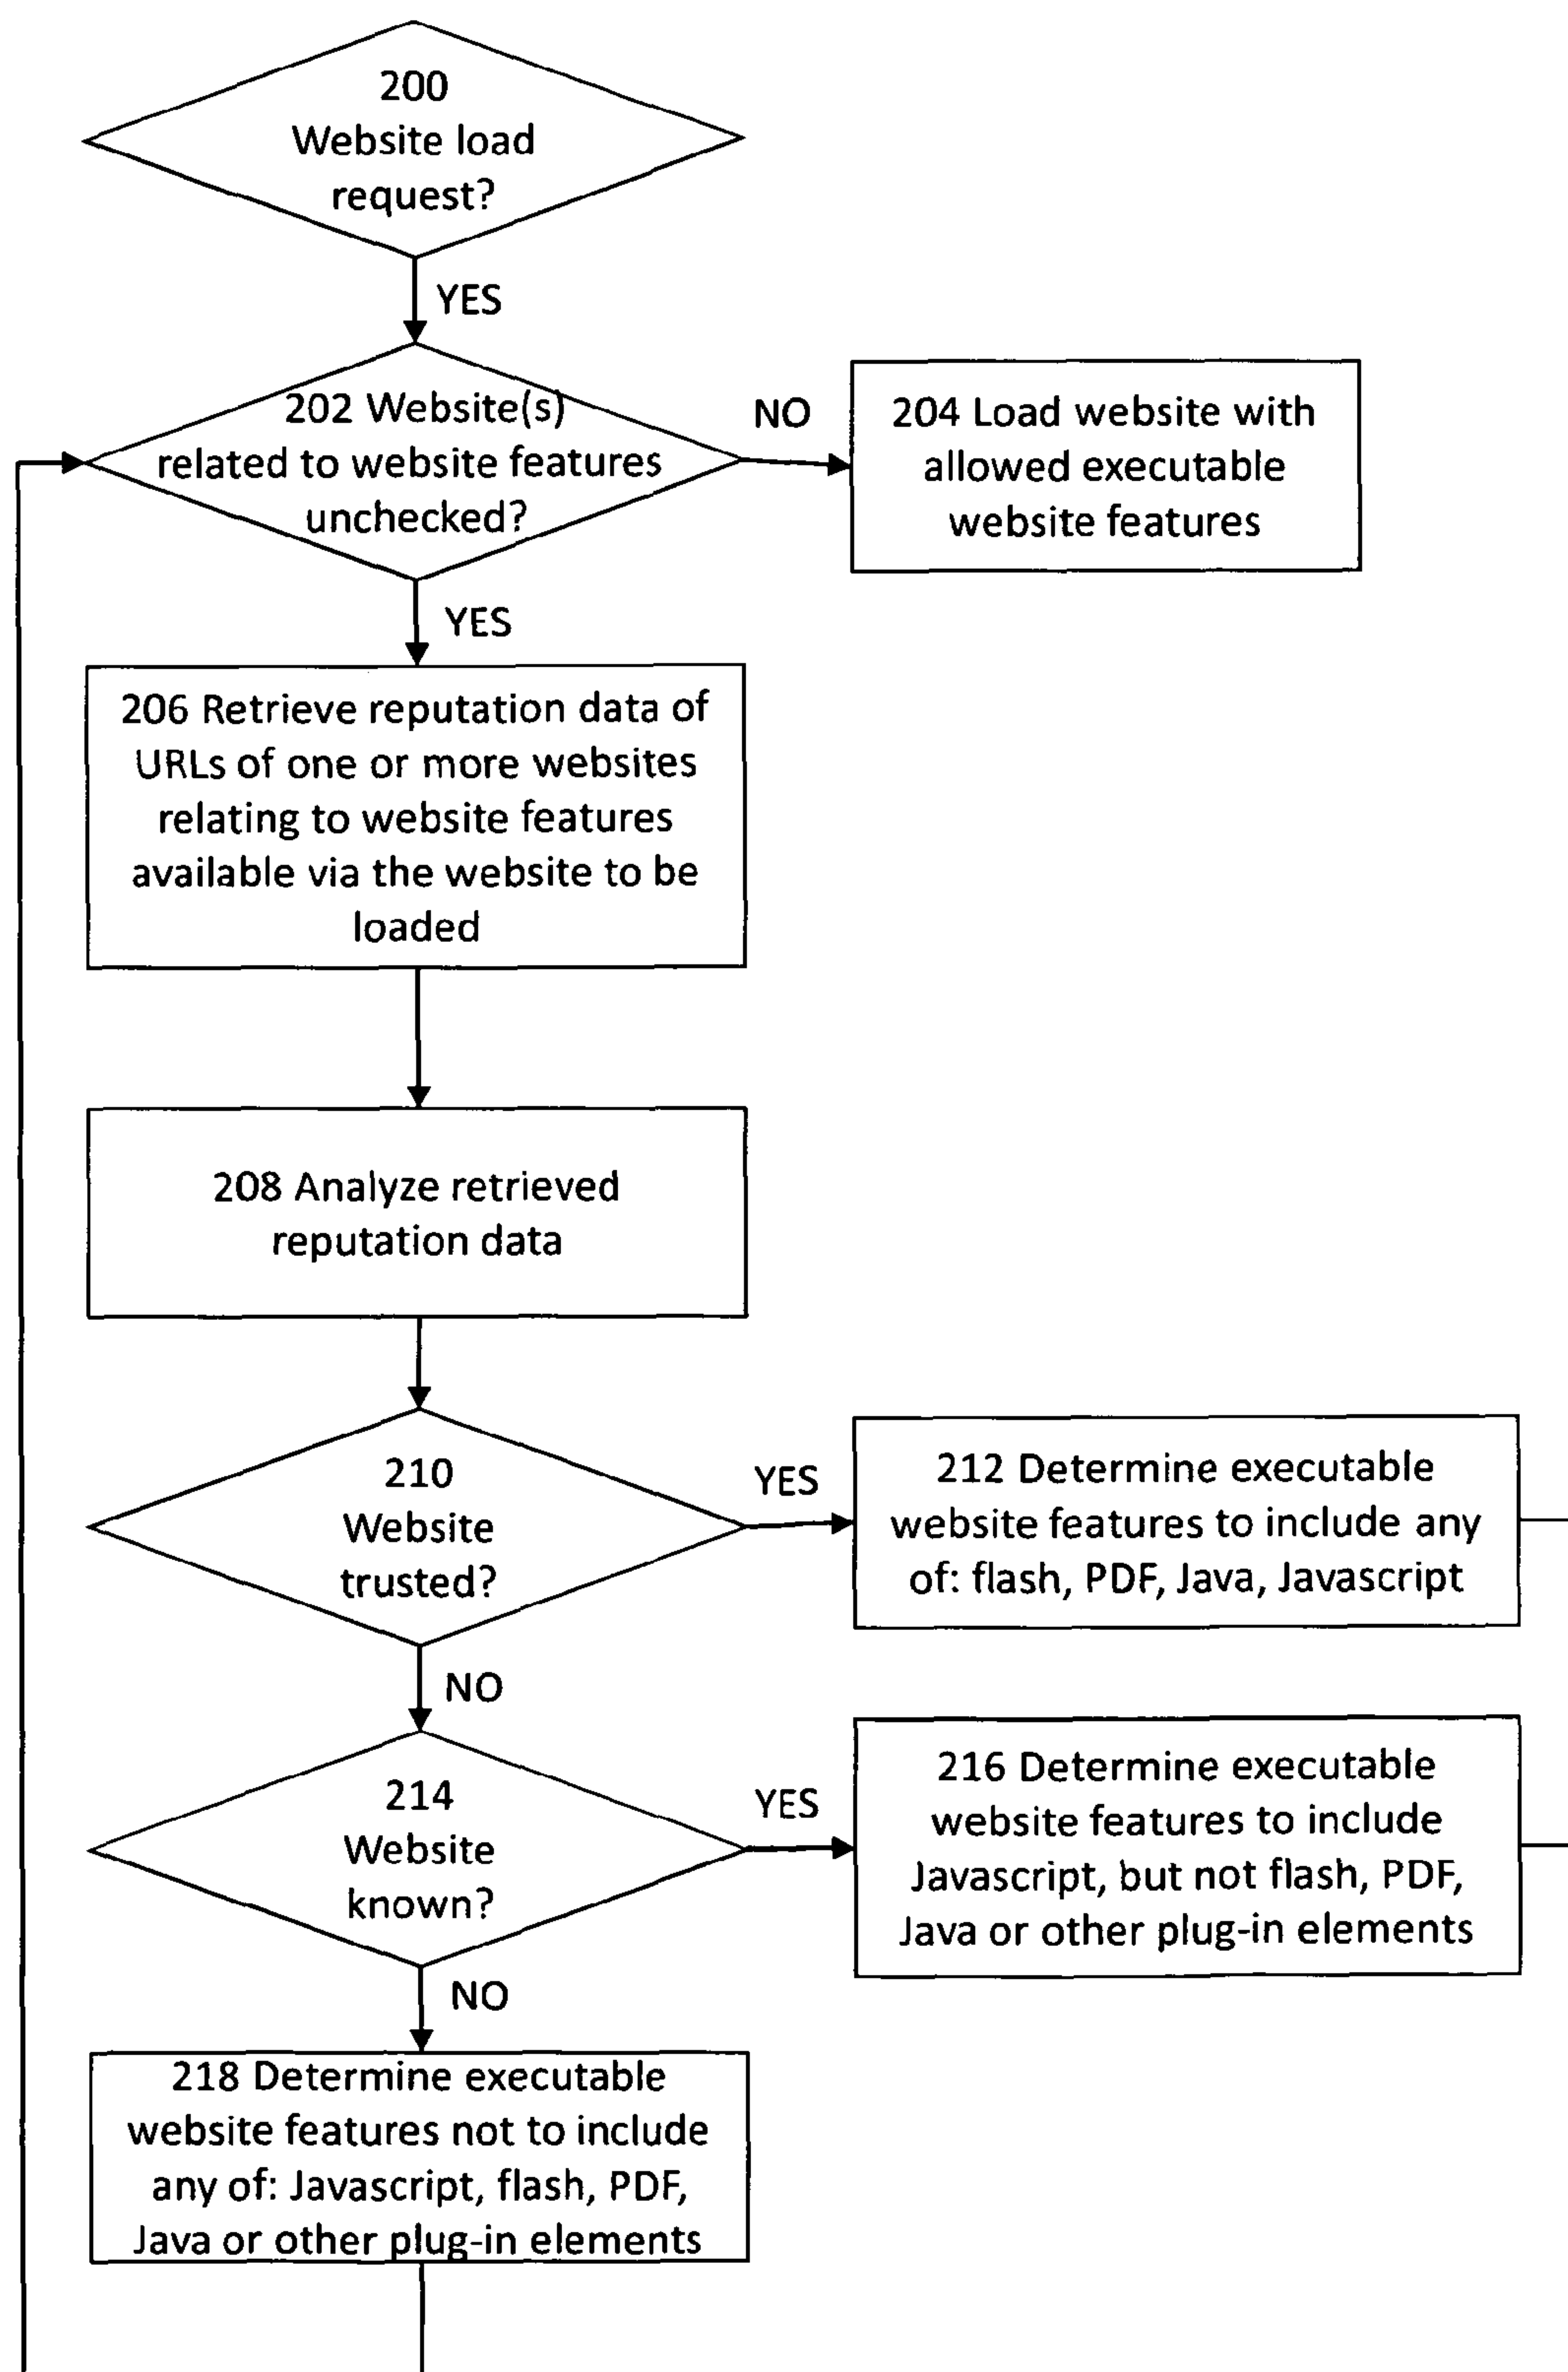 200
Website load
request?
YES
202 Website(s)
related to website features
unchecked?
NO
204 Load website with
allowed executable
website features
YES
206 Retrieve reputation data of
URLs of one or more websites
relating to website features
available via the website to be
loaded
208 Analyze retrieved
reputation data
210
Website
trusted?
YES
212 Determine executable
website features to include any
of: flash, PDF, Java, Javascript
NO
214
Website
known?
YES
216 Determine executable
website features to include
Javascript, but not flash, PDF,
Java or other plug-in elements
NO
218 Determine executable
website features not to include
any of: Javascript, flash, PDF,
Java or other plug-in elements